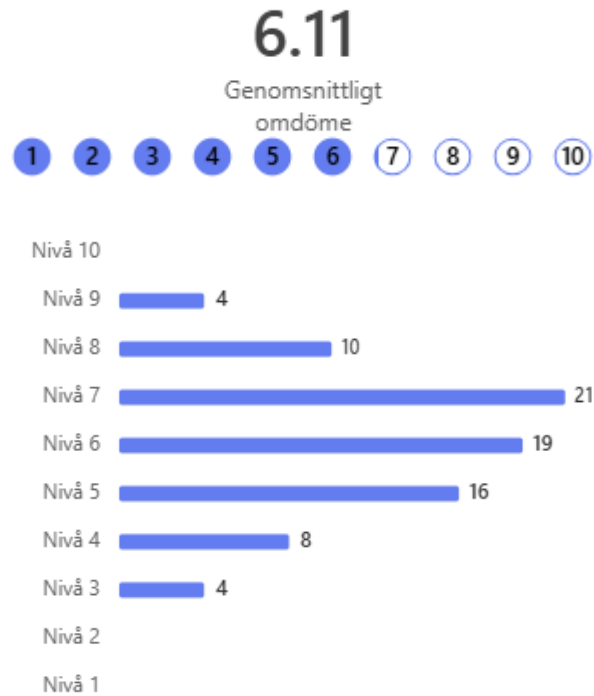 6.11
Genomsnittligt
omdöme
1 2 3 4 5 6 7 8 9 10
Nivå 10
Nivå 9 4
Nivå 8 10
Nivå 7 21
Nivå 6 19
Nivå 5 16
Nivå 4 8
Nivå 3 4
Nivå 2
Nivå 1